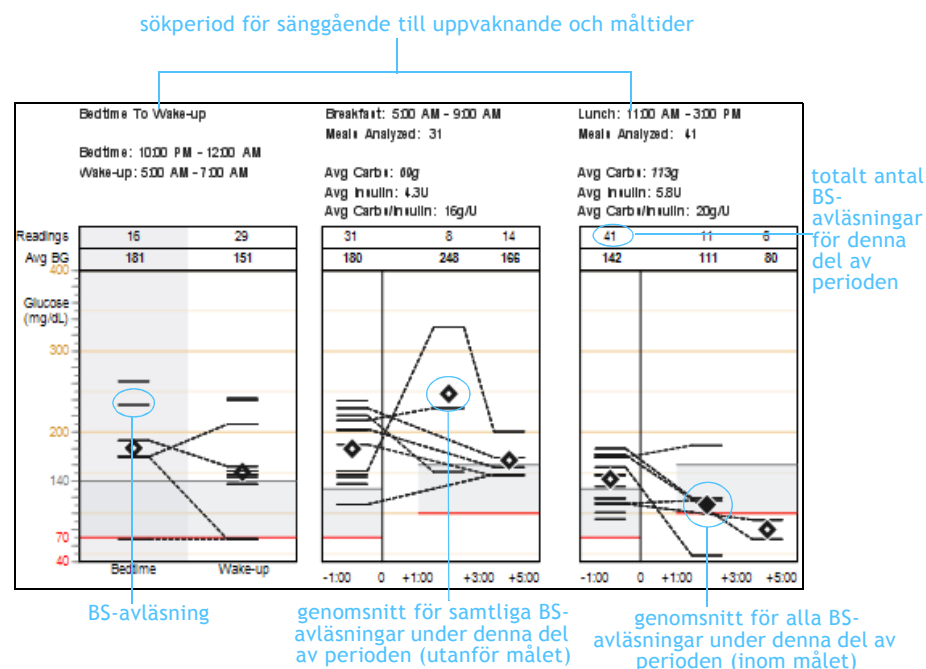 sökperiod för sänggående till uppvaknande och måltider
Bedtime To Wake-up
Bedtime: 10:00 PM - 12:00 AM
Wake-up: 5:00 AM - 7:00 AM
Breakfast: 5:00 AM - 9:00 AM
Meals Analyzed: 31
Avg Carbs:
Avg Insulin: 4.3U
Avg Carbs/Insulin: 16g/U
Lunch: 11:00 AM - 3:00 PM
Meals Analyzed: 41
Avg Carbs: 113g
Avg Insulin: 5.8U
Avg Carbs/Insulin: 20g/U
totalt antal
BS-
avläsningar
för denna
del av
perioden
Readings 16 29 31 8 14 41 11 6
Avg BG 181 151 180 248 166 142 111 80
400
Glucose
(mg/dL)
300
200
140
70
40
Bedtime Wake-up
-1:00 0 +1:00 +3:00 +5:00
-1:00 0 +1:00 +3:00 +5:00
BS-avläsning
genomsnitt för samtliga BS-
avläsningar under denna del
av perioden (utanför målet)
genomsnitt för alla BS-
avläsningar under denna del av
perioden (inom målet)